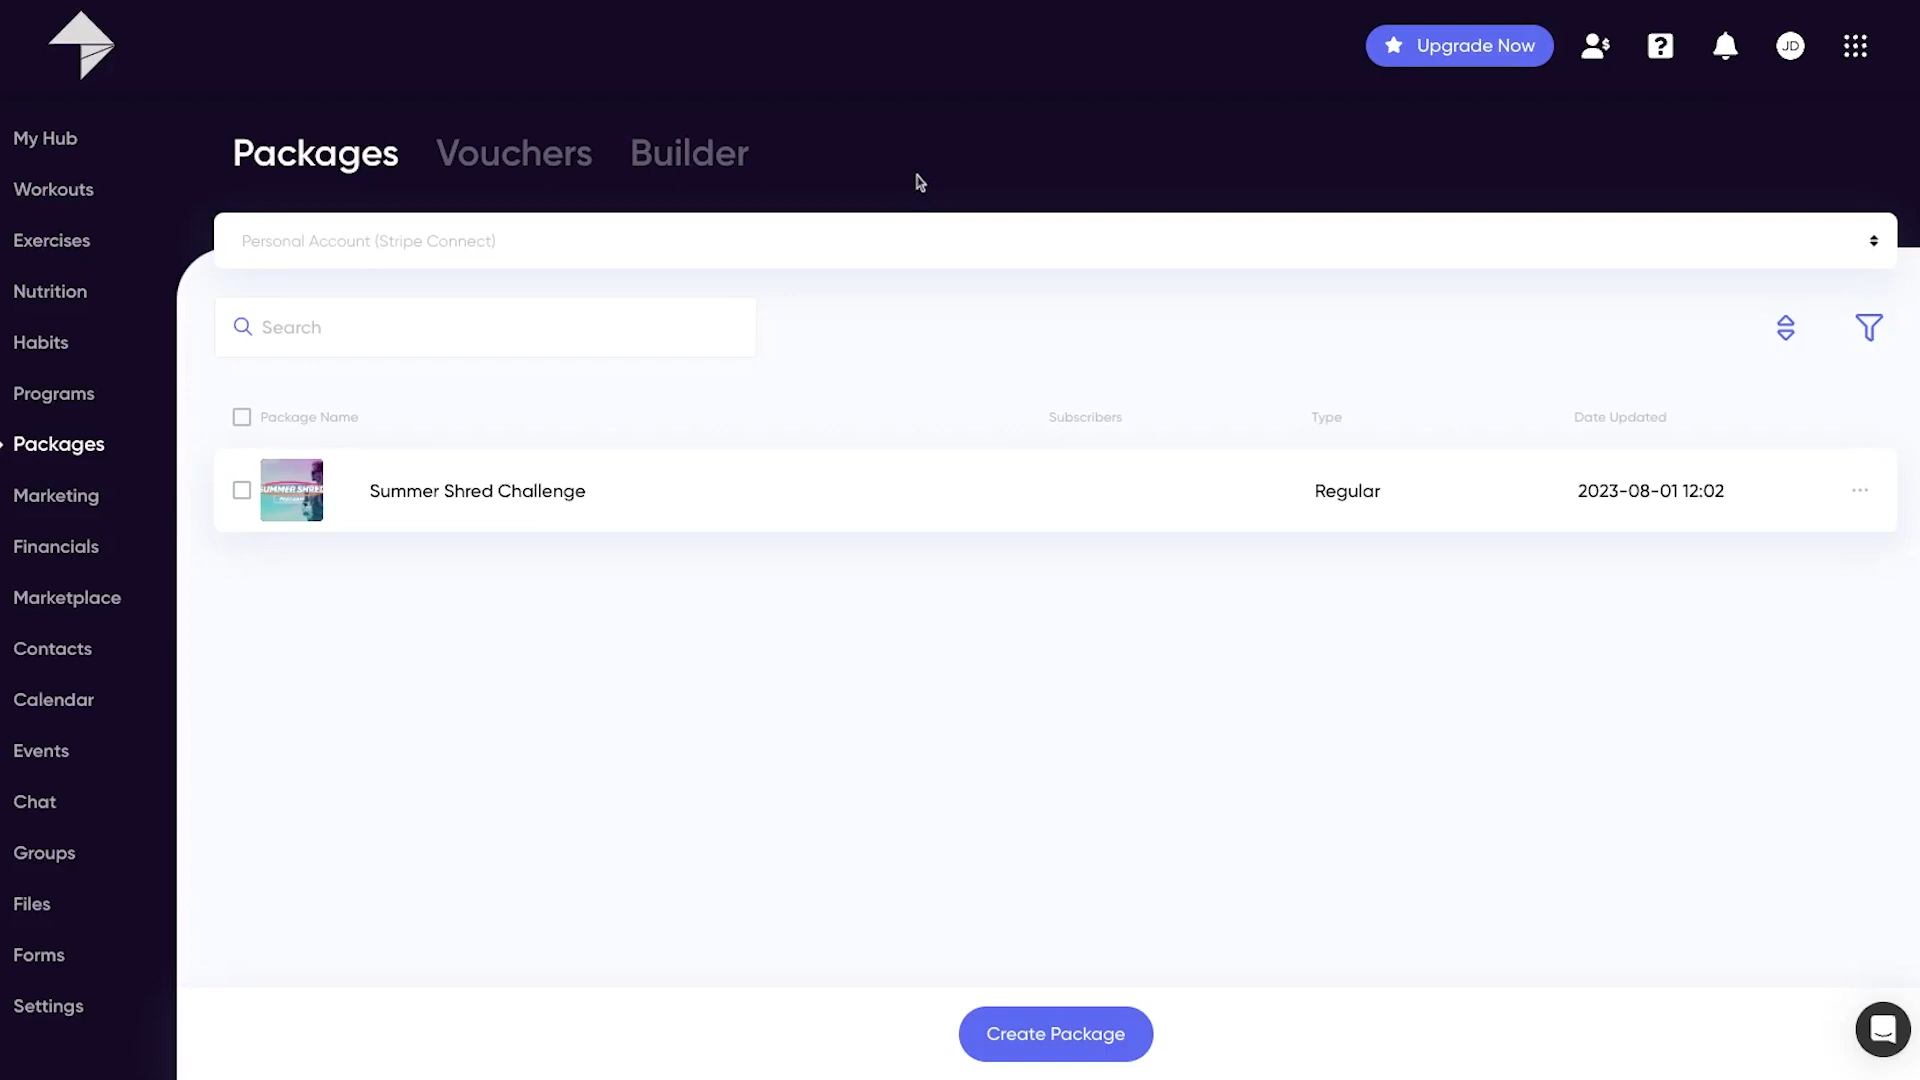 Upgrade Now
?
JD
My Hub
Workouts
Exercises
Nutrition
Habits
Programs
Packages
Marketing
Financials
Marketplace
Contacts
Calendar
Events
Chat
Groups
Files
Forms
Settings
Packages Vouchers Builder
Personal Account (Stripe Connect)
Search
Package Name Subscribers Type Date Updated
SUMMER SHRED
Summer Shred Challenge Regular 2023-08-01 12:02
Create Package